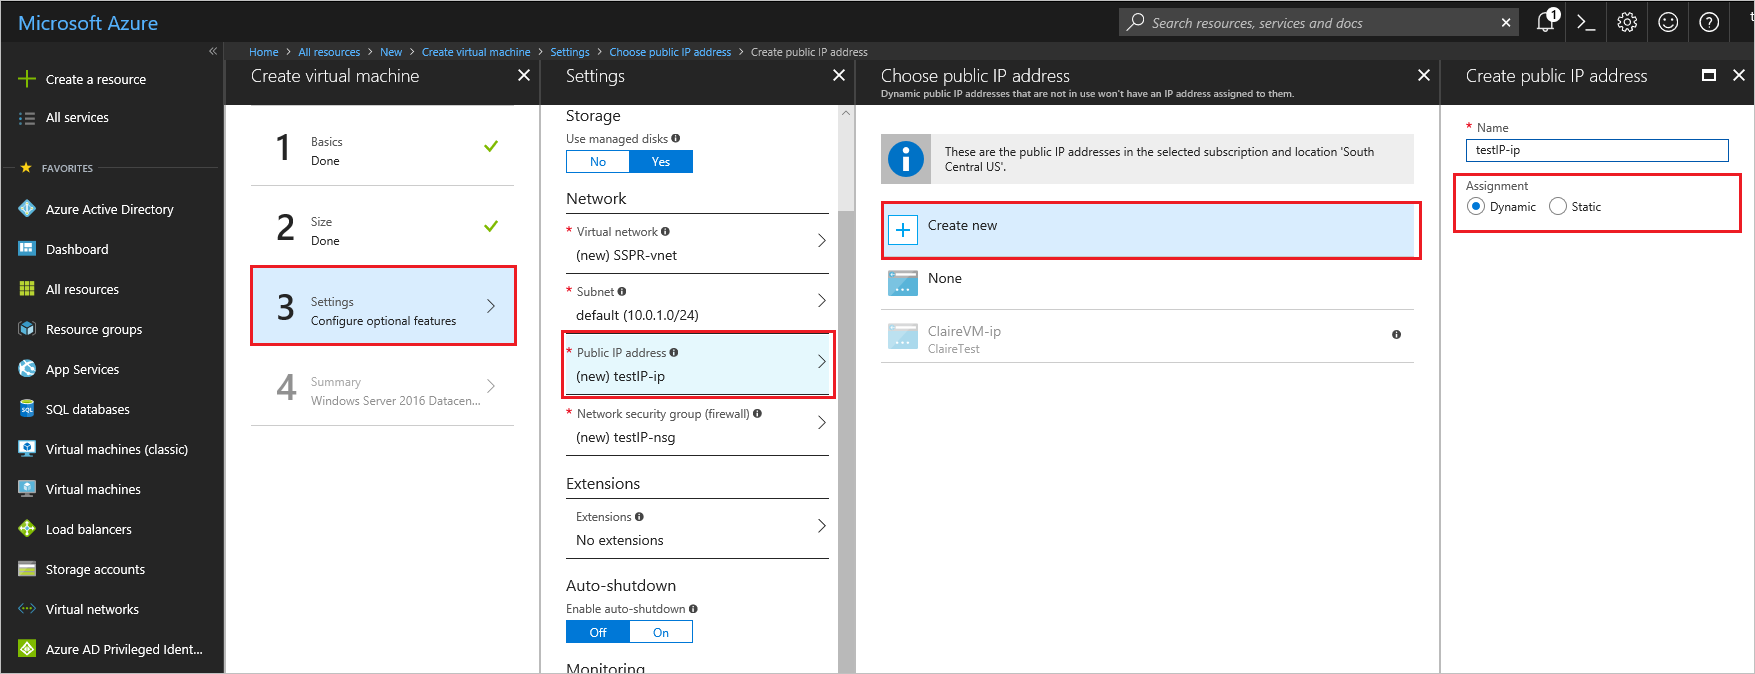 Microsoft Azure
Search resources, services and docs
1
Home > All resources > New > Create virtual machine > Settings > Choose public IP address > Create public IP address
Create a resource
All services
FAVORITES
Azure Active Directory
Dashboard
All resources
Resource groups
App Services
SQL databases
Virtual machines (classic)
Virtual machines
Load balancers
Storage accounts
Virtual networks
Azure AD Privileged Ident...
Create virtual machine
1
Basics
Done
2
Size
Done
3
Settings
Configure optional features
4
Summary
Windows Server 2016 Datacen...
Settings
Storage
Use managed disks
No Yes
Network
* Virtual network
(new) SSPR-vnet
* Subnet
default (10.0.1.0/24)
* Public IP address
(new) testIP-ip
* Network security group (firewall)
(new) testIP-nsg
Extensions
Extensions
No extensions
Auto-shutdown
Enable auto-shutdown
Off On
Monitoring
Choose public IP address
Dynamic public IP addresses that are not in use won't have an IP address assigned to them.
These are the public IP addresses in the selected subscription and location 'South
Central US'.
Create new
None
ClaireVM-ip
ClaireTest
Create public IP address
* Name
testIP-ip
Assignment
Dynamic Static